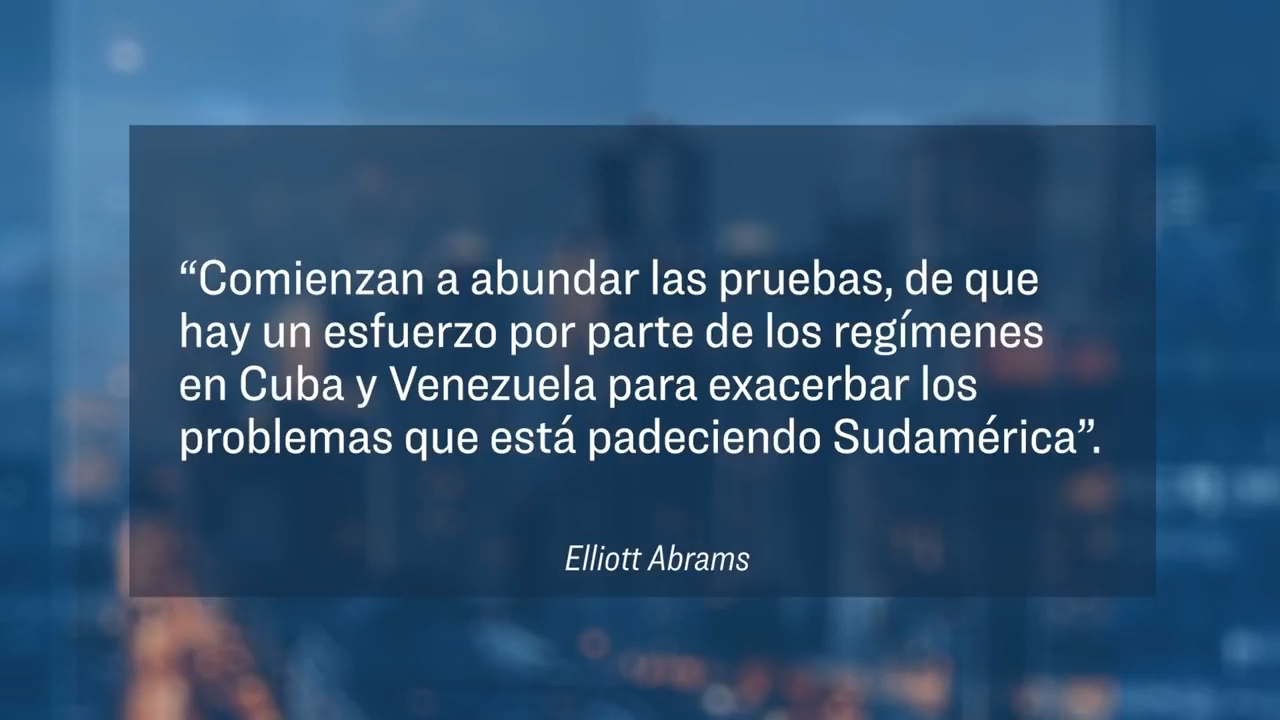 “Comienzan a abundar las pruebas, de que
hay un esfuerzo por parte de los regímenes
en Cuba y Venezuela para exacerbar los
problemas que está padeciendo Sudamérica”.
Elliott Abrams